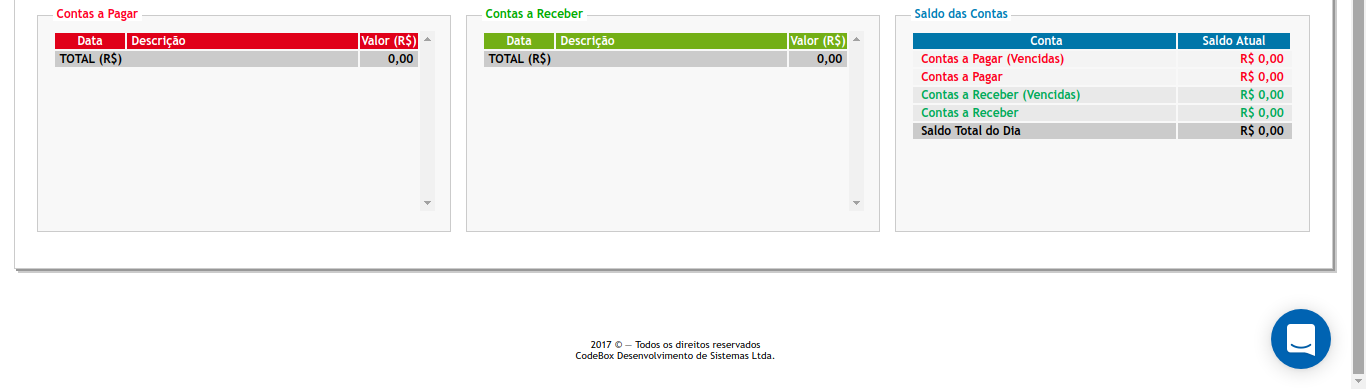 Contas a Pagar
Data Descrição Valor (R$)
TOTAL (R$) 0,00
Contas a Receber
Data Descrição Valor (R$)
TOTAL (R$) 0,00
Saldo das Contas
Conta Saldo Atual
Contas a Pagar (Vencidas) R$ 0,00
Contas a Pagar R$ 0,00
Contas a Receber (Vencidas) R$ 0,00
Contas a Receber R$ 0,00
Saldo Total do Dia R$ 0,00
2017 © — Todos os direitos reservados
CodeBox Desenvolvimento de Sistemas Ltda.